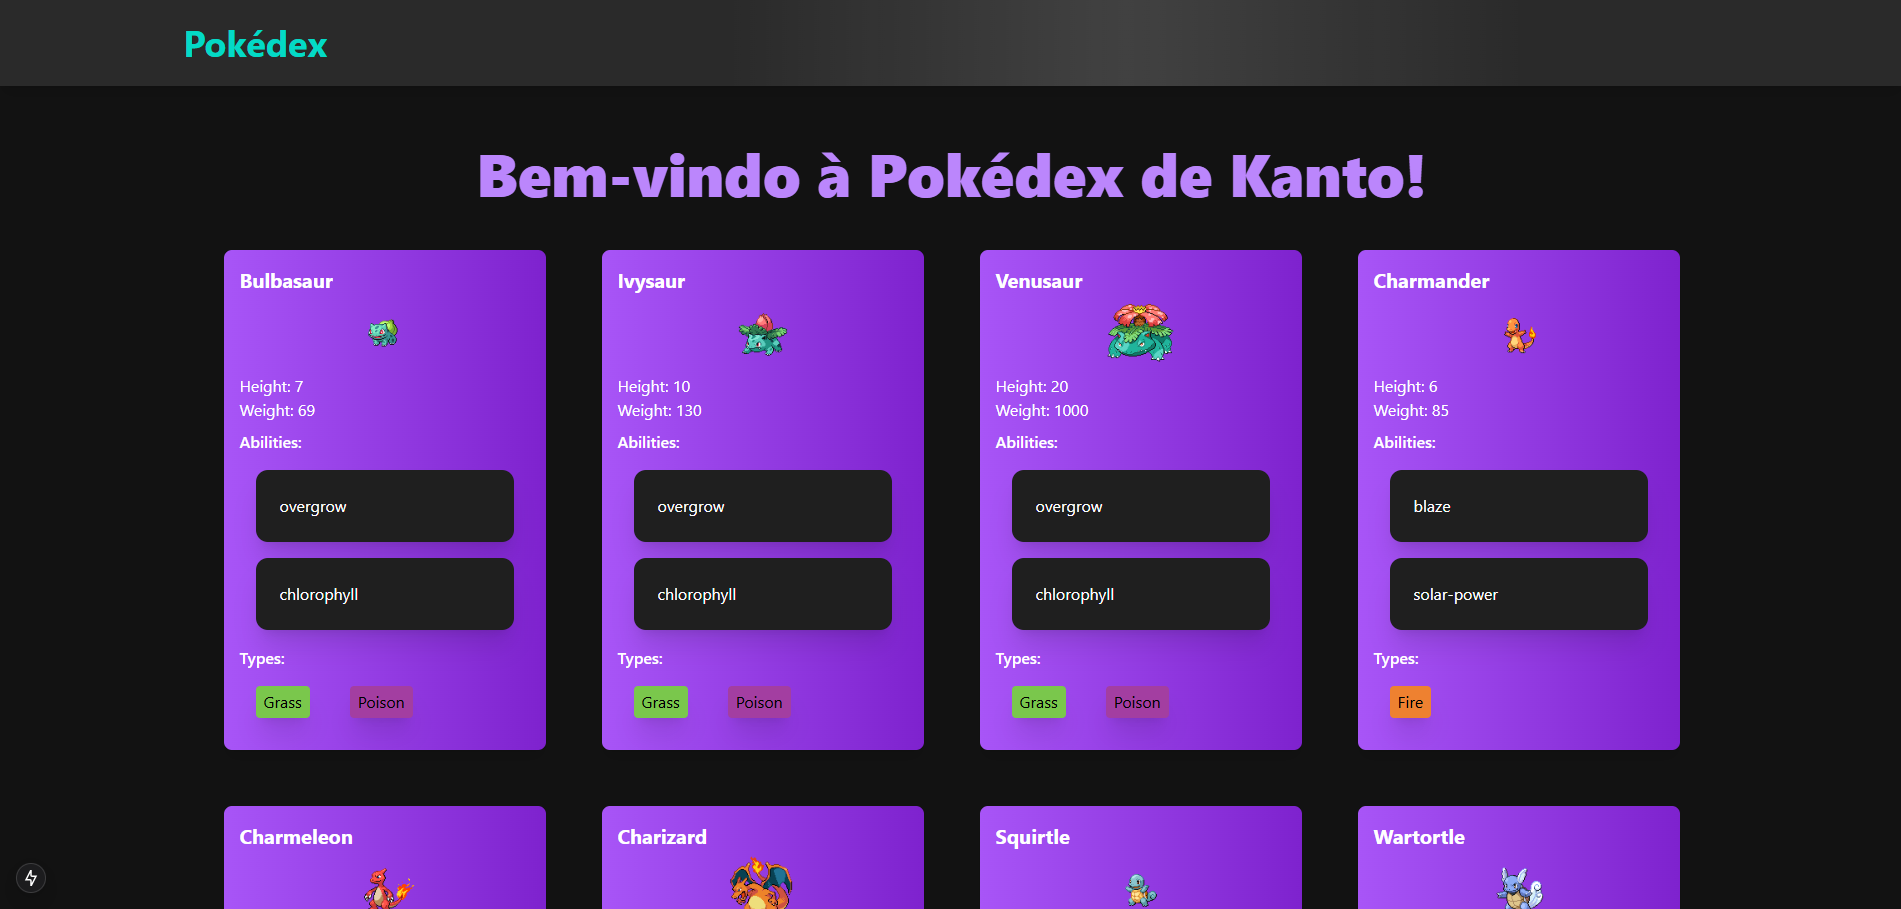 Pokédex
Bem-vindo à Pokédex de Kanto!
Bulbasaur
Height: 7
Weight: 69
Abilities:
overgrow
chlorophyll
Types:
Grass
Poison
Ivysaur
Height: 10
Weight: 130
Abilities:
overgrow
chlorophyll
Types:
Grass
Poison
Venusaur
Height: 20
Weight: 1000
Abilities:
overgrow
chlorophyll
Types:
Grass
Poison
Charmander
Height: 6
Weight: 85
Abilities:
blaze
solar-power
Types:
Fire
Charmeleon
Charizard
Squirtle
Wartortle